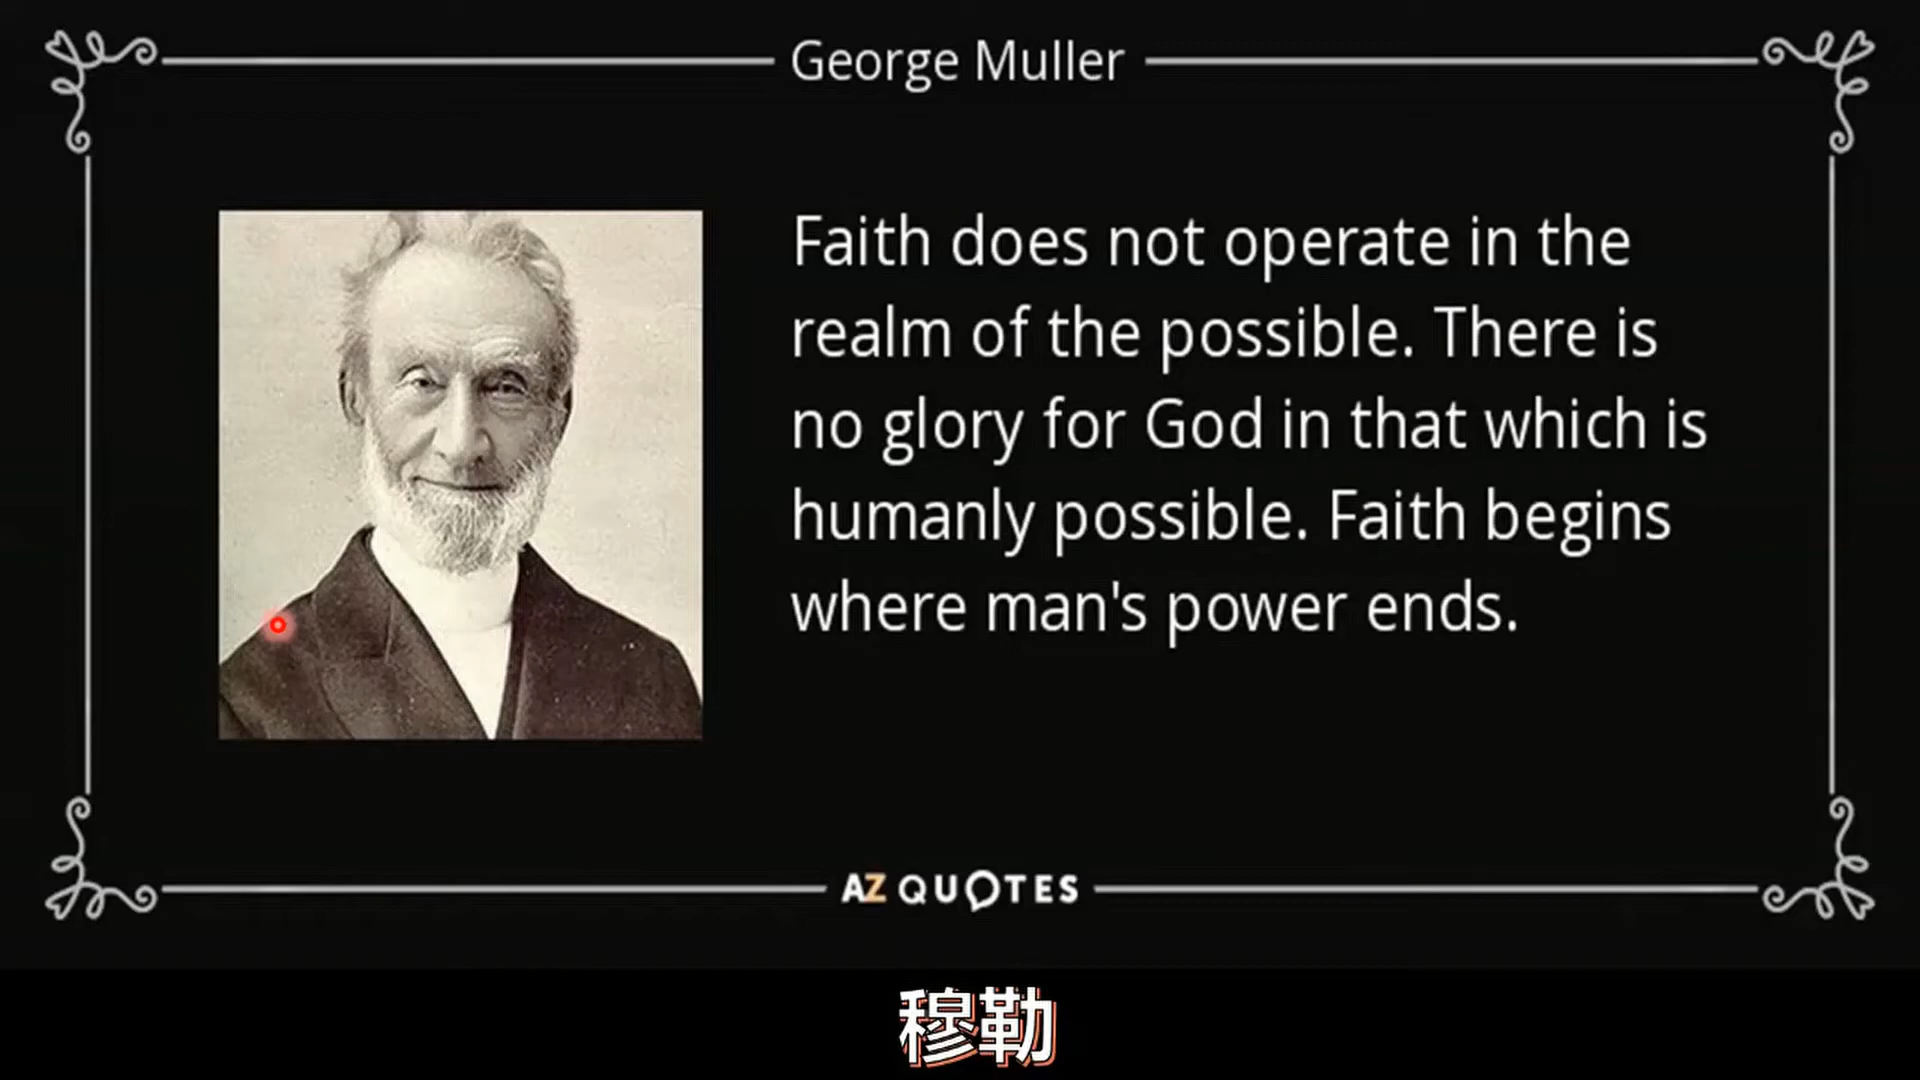 George Muller
Faith does not operate in the
realm of the possible. There is
no glory for God in that which is
humanly possible. Faith begins
where man's power ends.
AZ QUOTES
穆勒